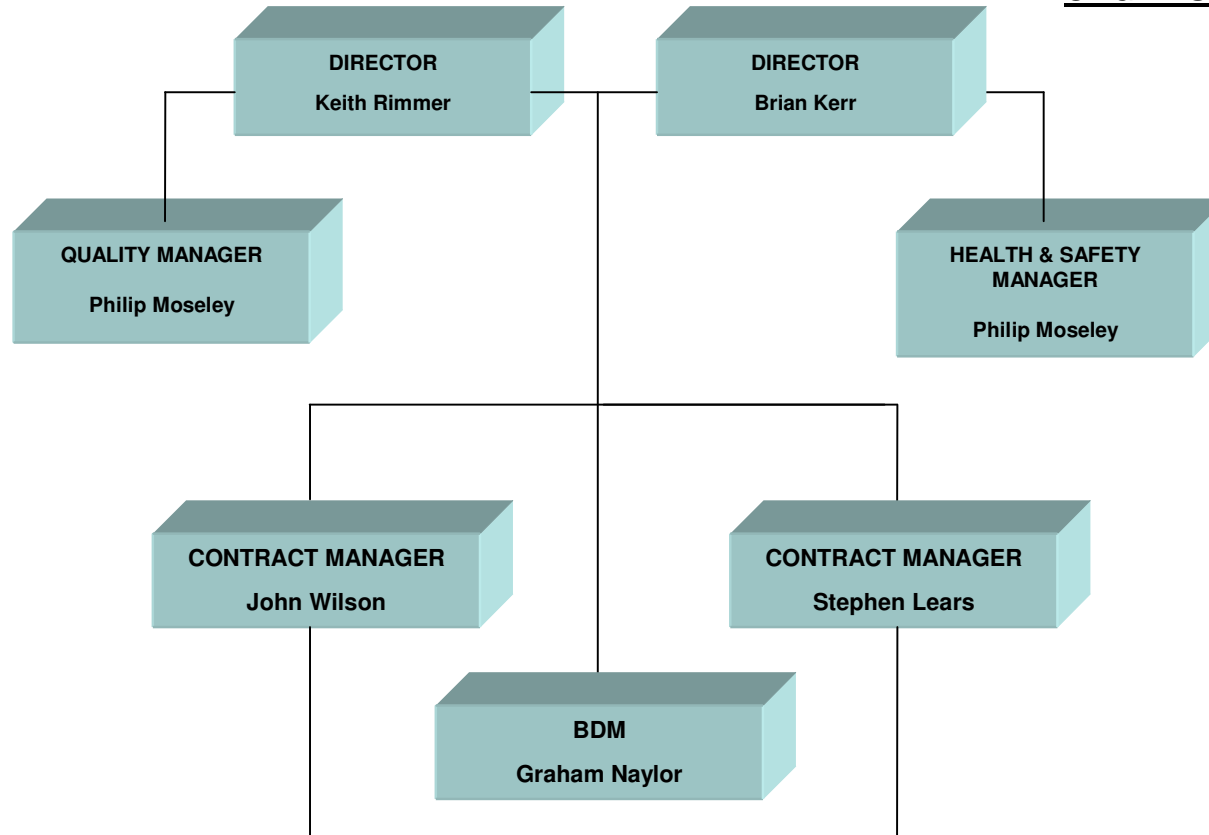 DIRECTOR
Keith Rimmer
DIRECTOR
Brian Kerr
QUALITY MANAGER
Philip Moseley
HEALTH & SAFETY
MANAGER
Philip Moseley
CONTRACT MANAGER
John Wilson
CONTRACT MANAGER
Stephen Lears
BDM
Graham Naylor